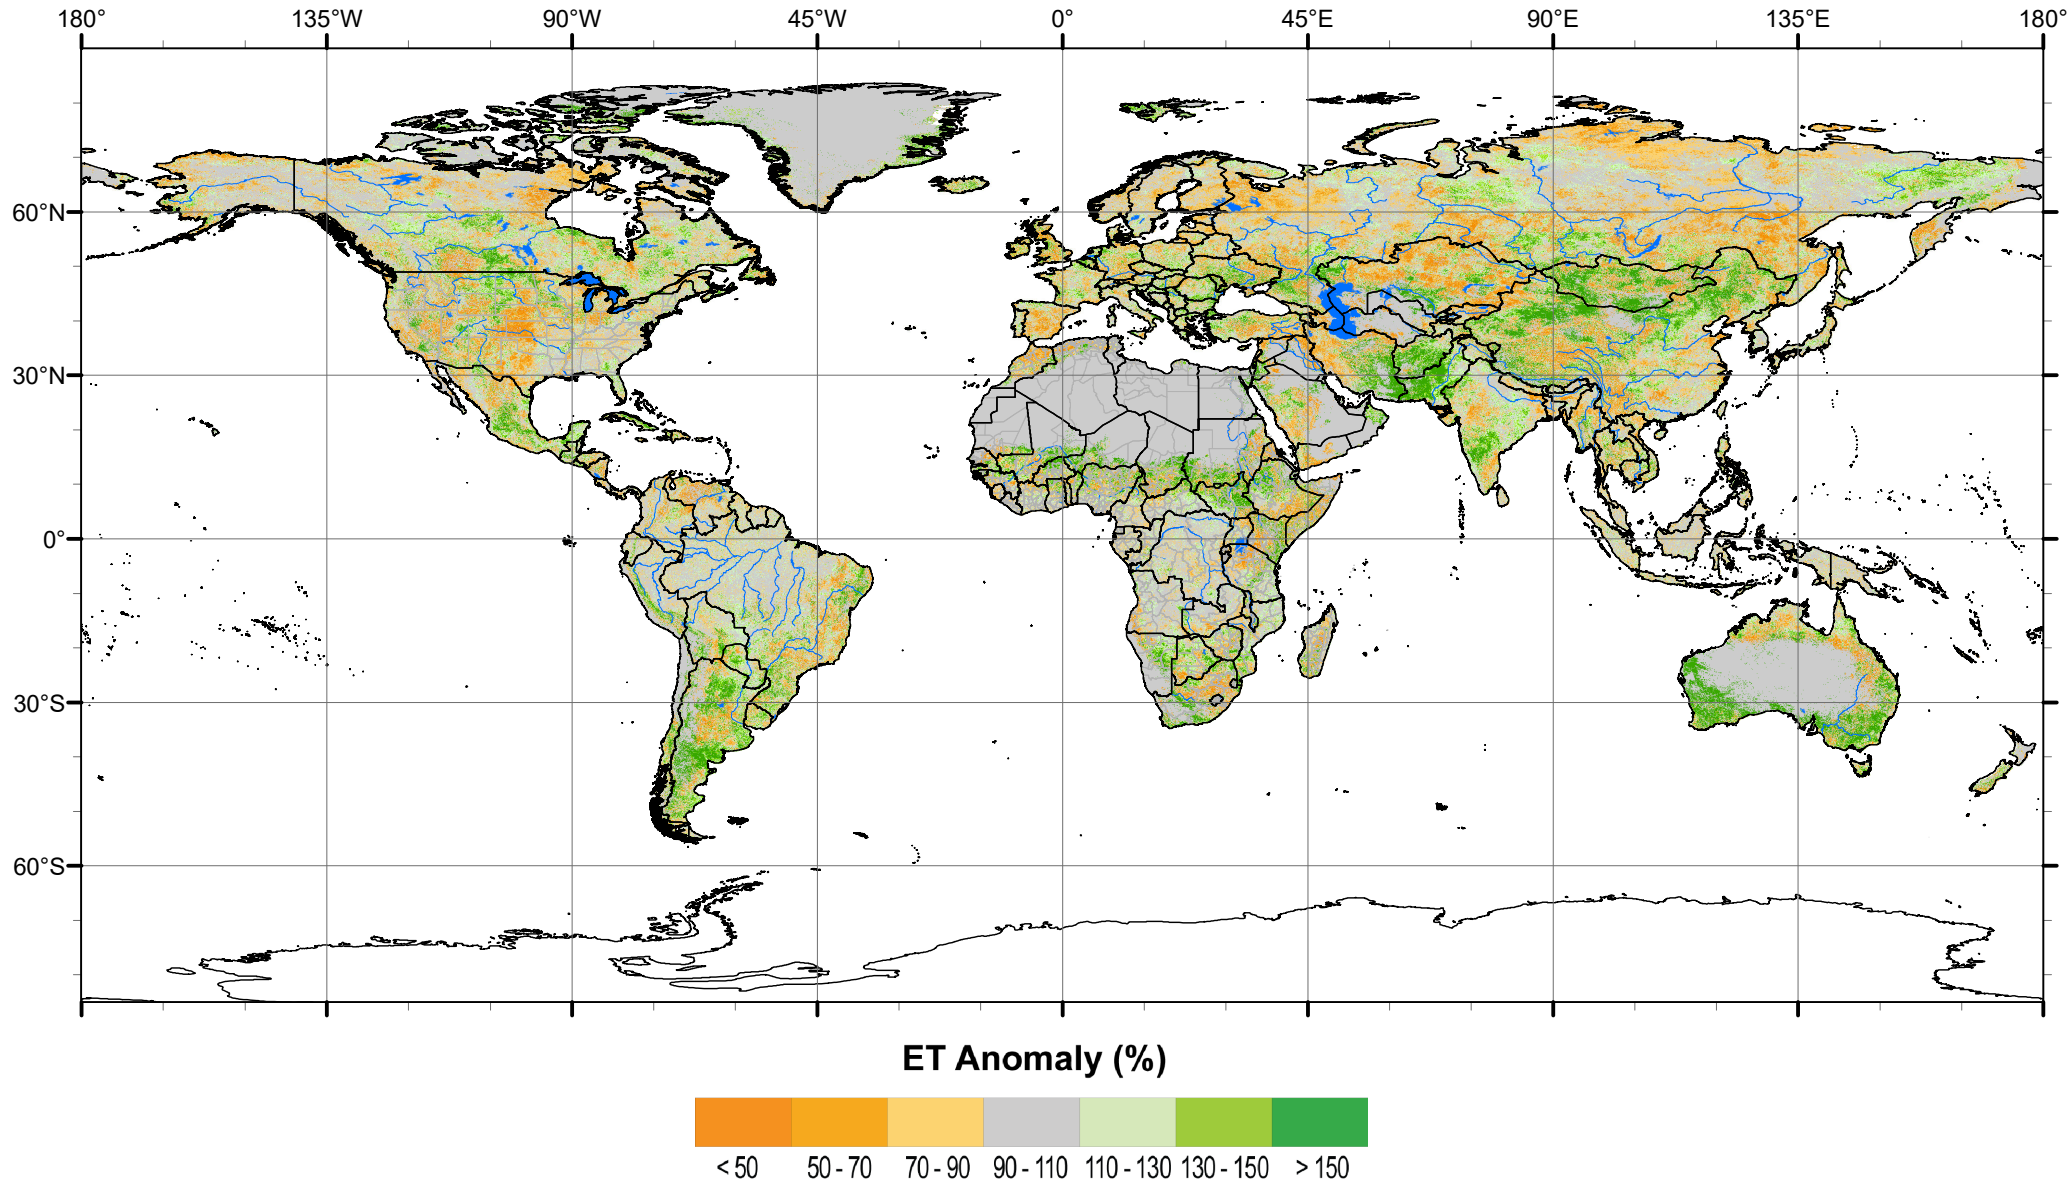 180° 135°W 90°W 45°W 0° 45°E 90°E 135°E 180°
60°N
30°N
0°
30°S
60°S
ET Anomaly (%)
< 50 50 - 70 70 - 90 90 - 110 110 - 130 130 - 150 > 150